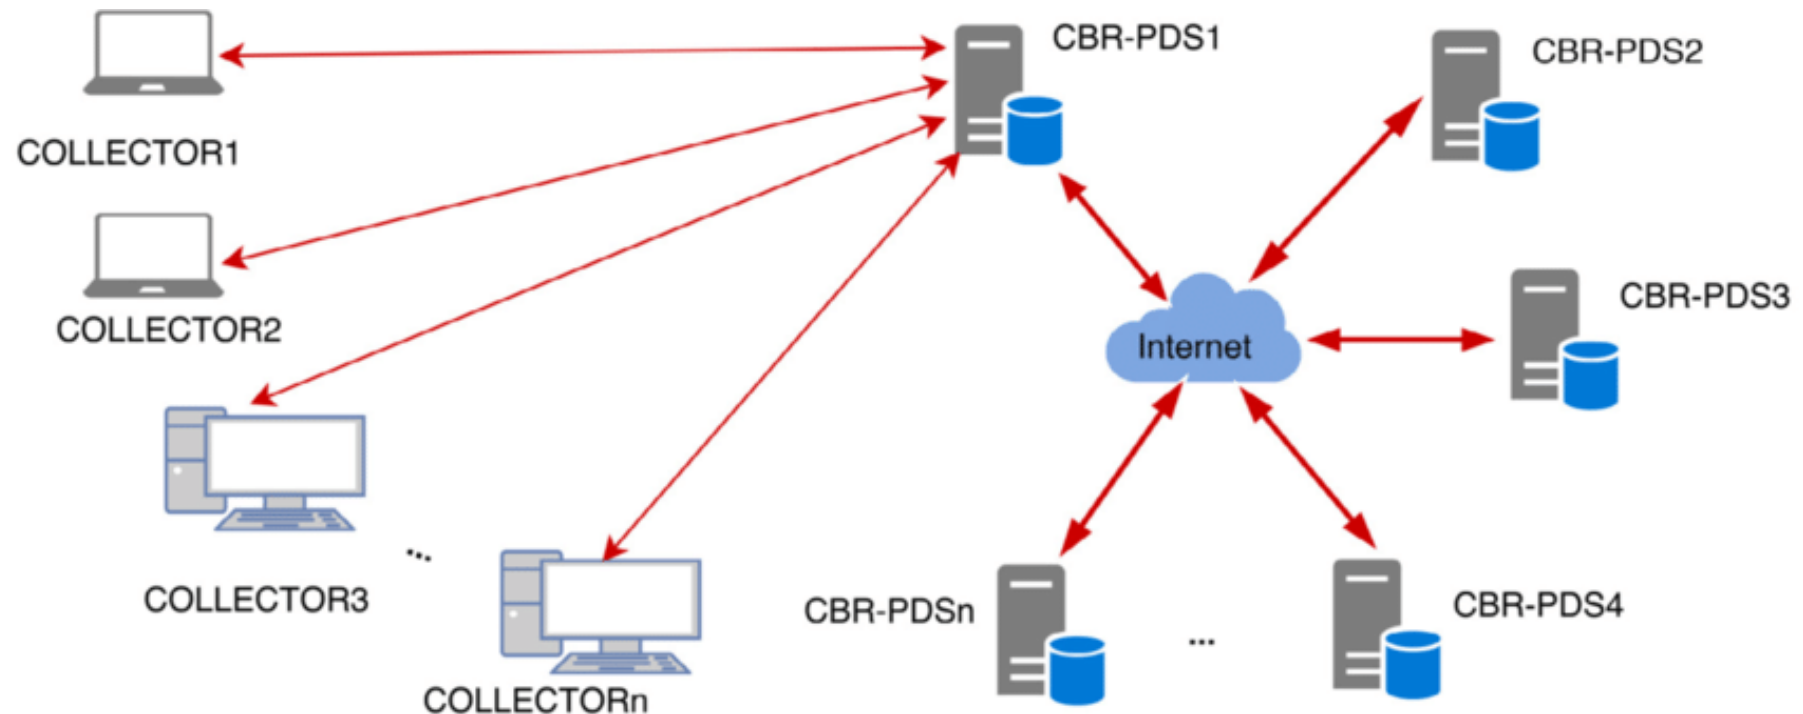 CBR-PDS1
CBR-PDS2
COLLECTOR1
CBR-PDS3
COLLECTOR2
Internet
...
COLLECTOR3
CBR-PDSn
...
CBR-PDS4
COLLECTORn